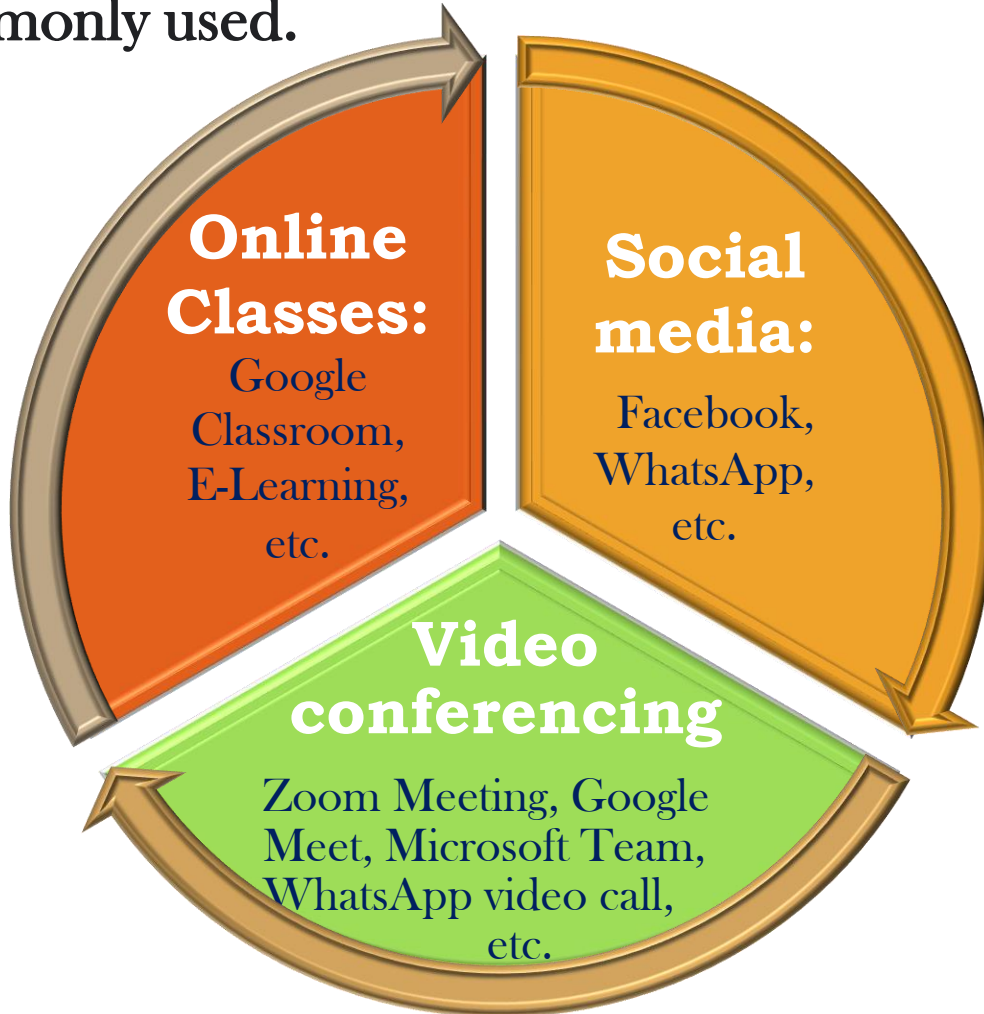 monly used.
Online
Classes:
Google
Classroom,
E-Learning,
etc.
Social
media:
Facebook,
WhatsApp,
etc.
Video
conferencing
Zoom Meeting, Google
Meet, Microsoft Team,
WhatsApp video call,
etc.